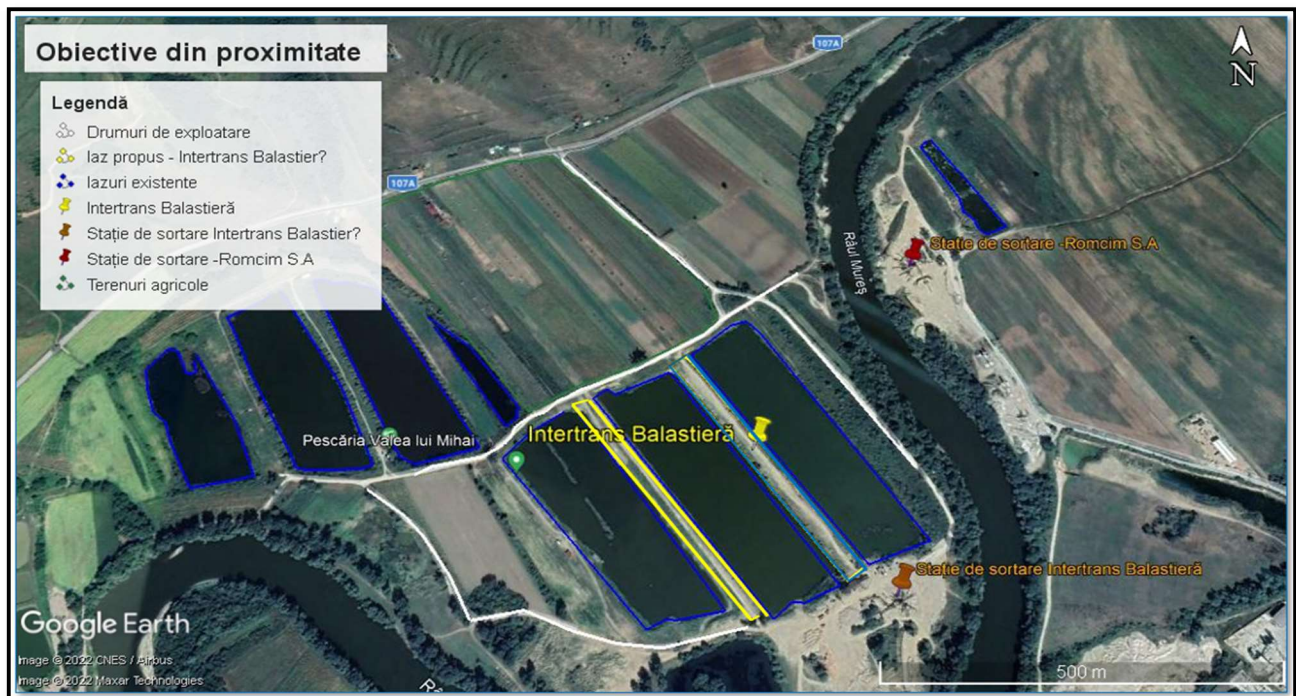 Obiective din proximitate
Legendă
Drumuri de exploatare
Iaz propus - Intertrans Balastier?
Iazuri existente
Intertrans Balastieră
Stație de sortare Intertrans Balastier?
Stație de sortare -Romcim S.A
Terenuri agricole
107A
N
107A
Râul Mureș
Stație de sortare -Romcim S.A
Pescăria Valea lui Mihai
Intertrans Balastieră
Stație de sortare Intertrans Balastieră
Google Earth
Image © 2022 CNES / Airbus
Image © 2022 Maxar Technologies
500 m